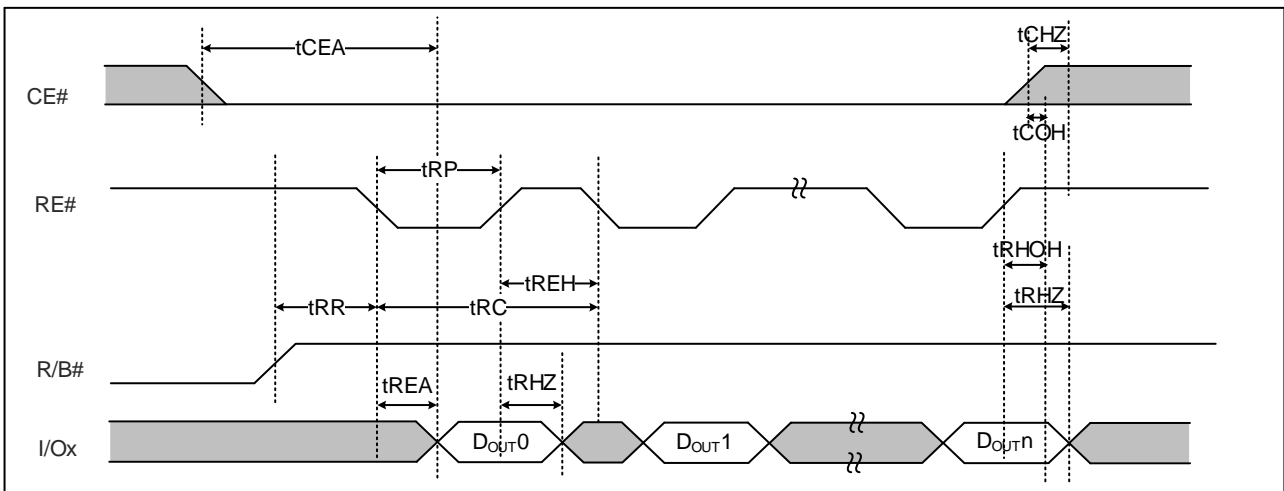 tCEA
tCHZ
CE#
tCOH
tRP
RE#
tRHOH
tREH
tRR
tRC
tRHZ
R/B#
tREA
tRHZ
I/Ox
DOUT0
DOUT1
DOUTn